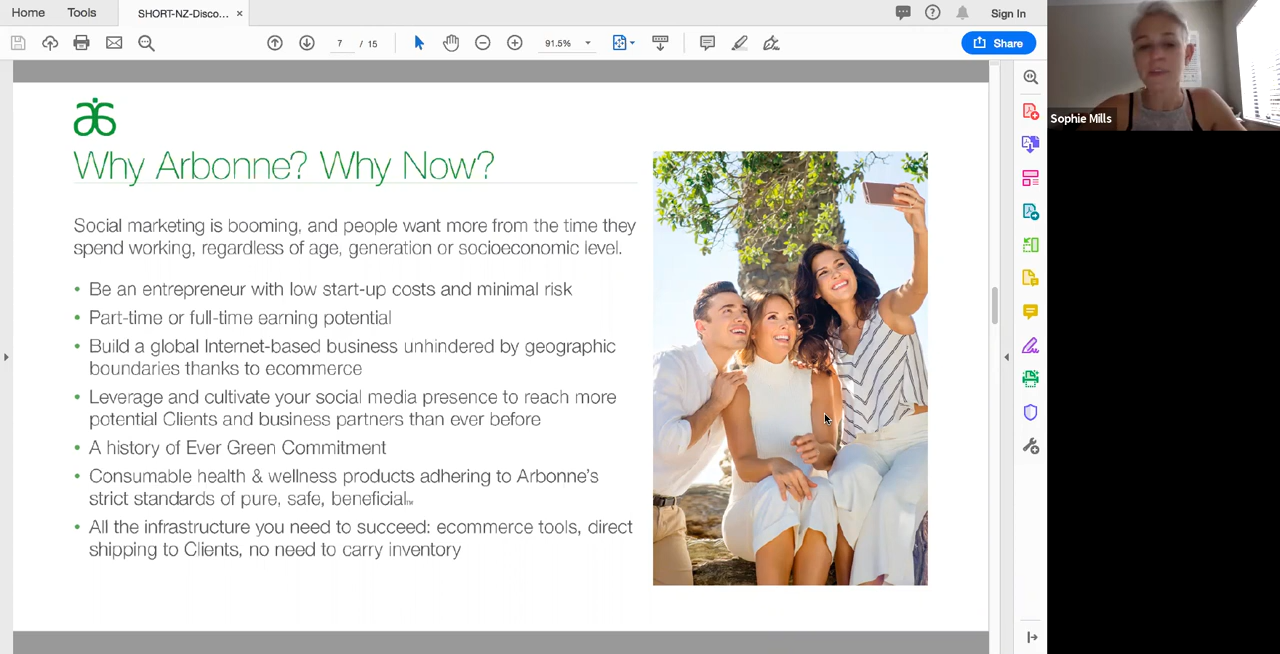 Home Tools SHORT-NZ-Disco... × Sign In
7 / 15 91.5% Share
Sophie Mills
Why Arbonne? Why Now?
Social marketing is booming, and people want more from the time they
spend working, regardless of age, generation or socioeconomic level.
• Be an entrepreneur with low start-up costs and minimal risk
• Part-time or full-time earning potential
• Build a global Internet-based business unhindered by geographic
boundaries thanks to ecommerce
• Leverage and cultivate your social media presence to reach more
potential Clients and business partners than ever before
• A history of Ever Green Commitment
• Consumable health & wellness products adhering to Arbonne's
strict standards of pure, safe, beneficial™
• All the infrastructure you need to succeed: ecommerce tools, direct
shipping to Clients, no need to carry inventory